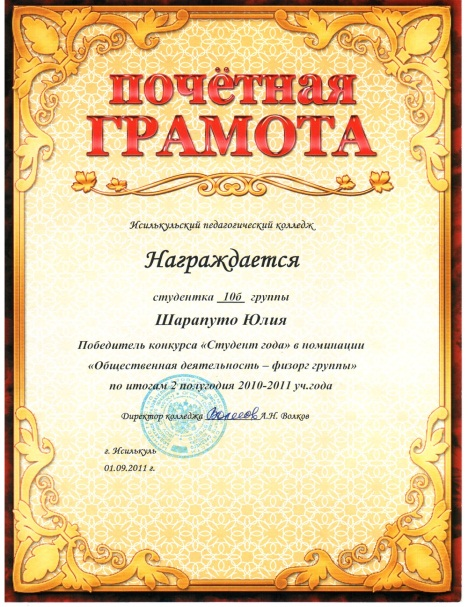 почётная
ГРАМОТА
Исилькульский педагогический колледж
Награждается
студентка 10б группы
Шарапуто Юлия
Победитель конкурса «Студент года» в номинации
«Общественная деятельность – физорг группы»
по итогам 2 полугодия 2010-2011 уч.года
Директор колледжа Волков А.Н. Волков
г. Исилькуль
01.09.2011 г.